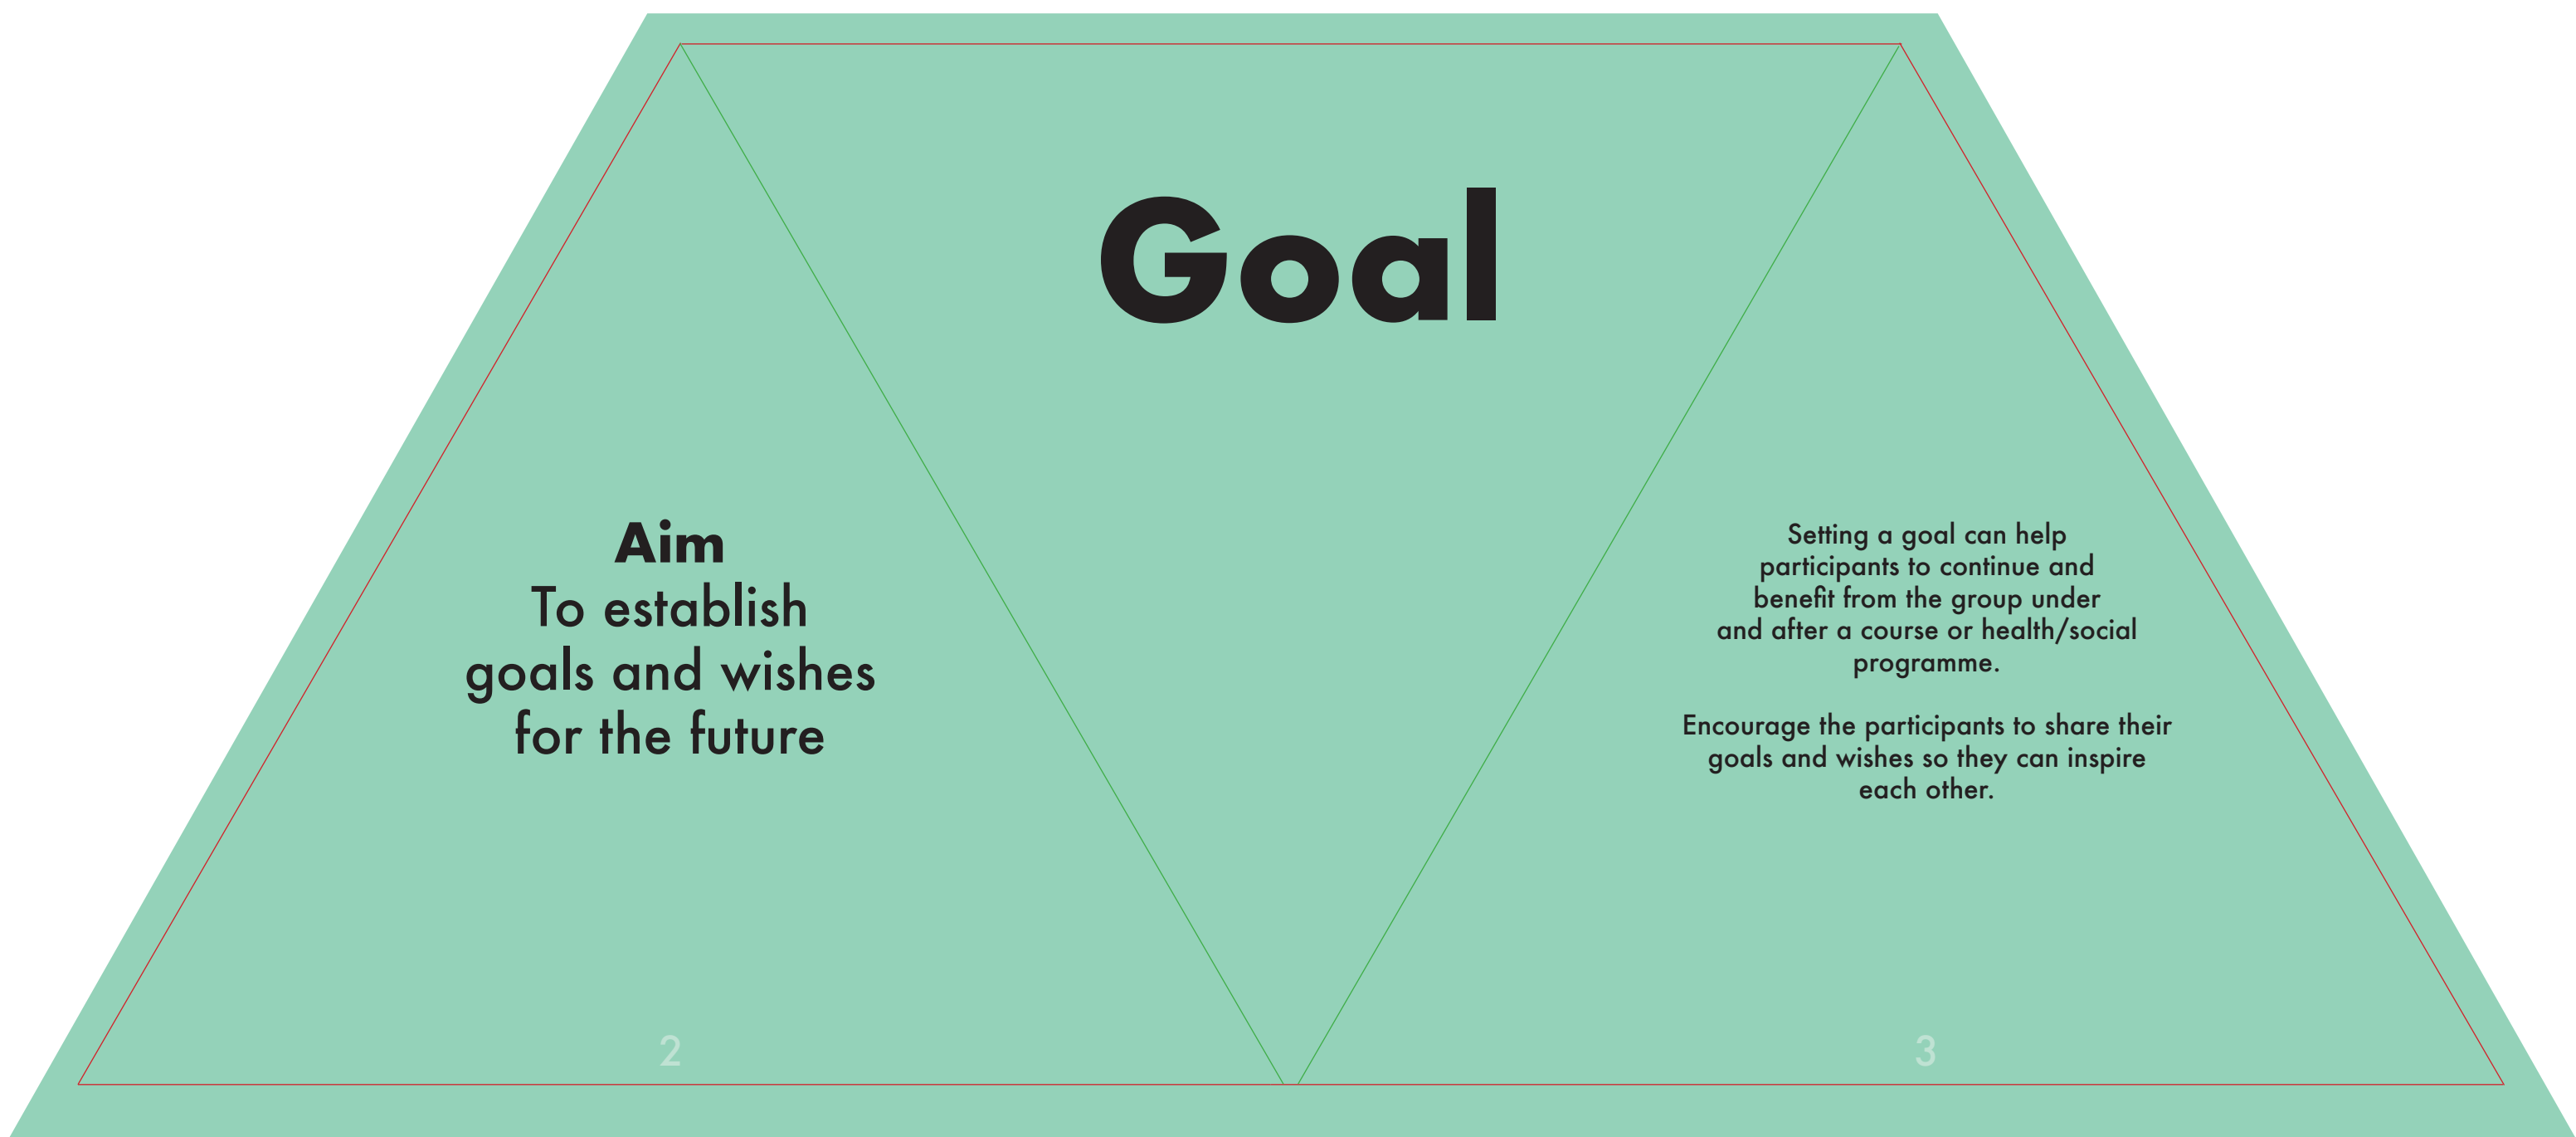 Goal
Aim
To establish
goals and wishes
for the future
2
Setting a goal can help
participants to continue and
benefit from the group under
and after a course or health/social
programme.
Encourage the participants to share their
goals and wishes so they can inspire
each other.
3